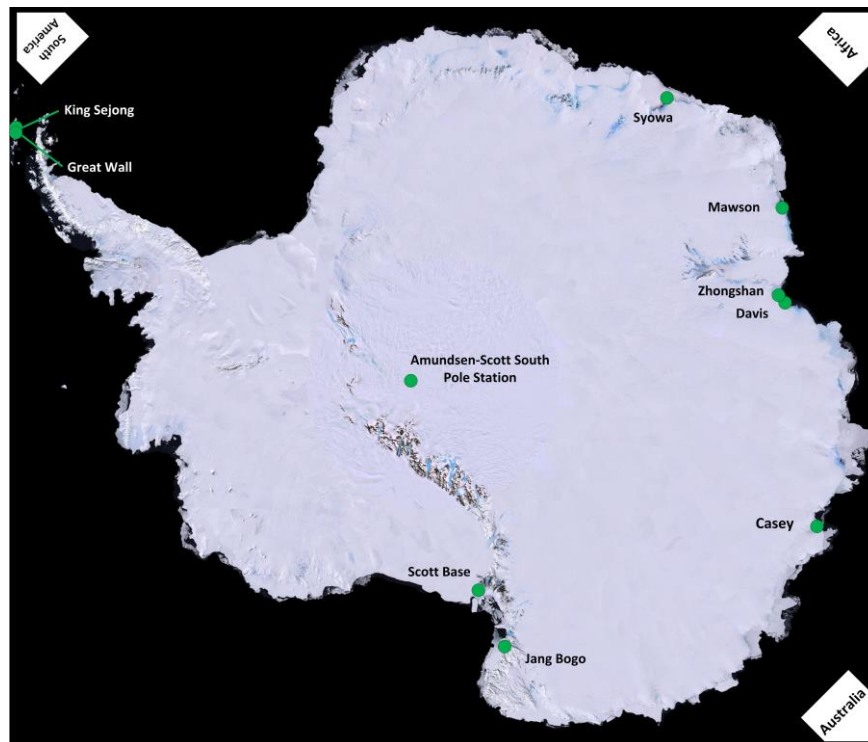 South
America
Africa
King Sejong
Great Wall
Syowa
Mawson
Zhongshan
Davis
Amundsen-Scott South
Pole Station
Casey
Scott Base
Jang Bogo
Australia